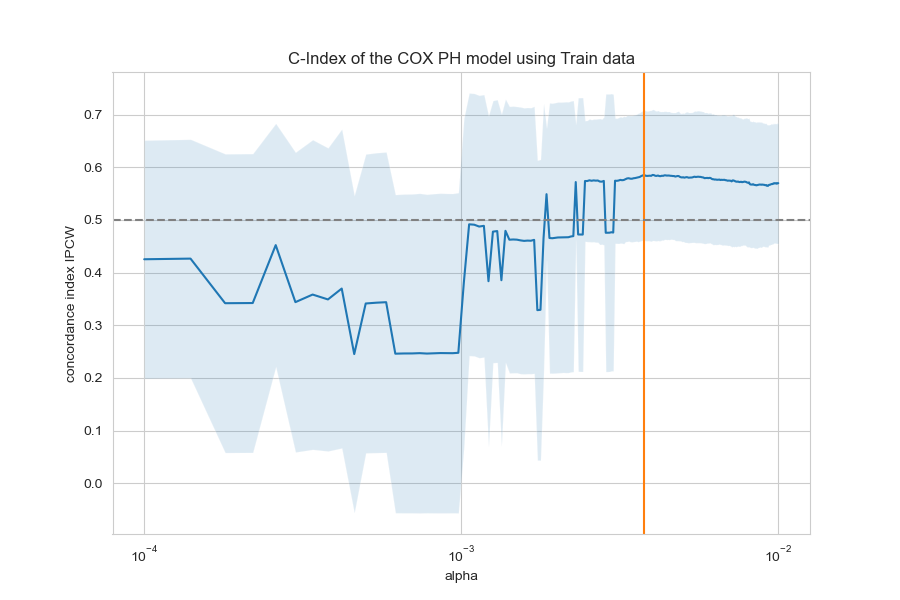 C-Index of the COX PH model using Train data
concordance index IPCW
0.7
0.6
0.5
0.4
0.3
0.2
0.1
0.0
10⁻⁴ 10⁻³ 10⁻²
alpha